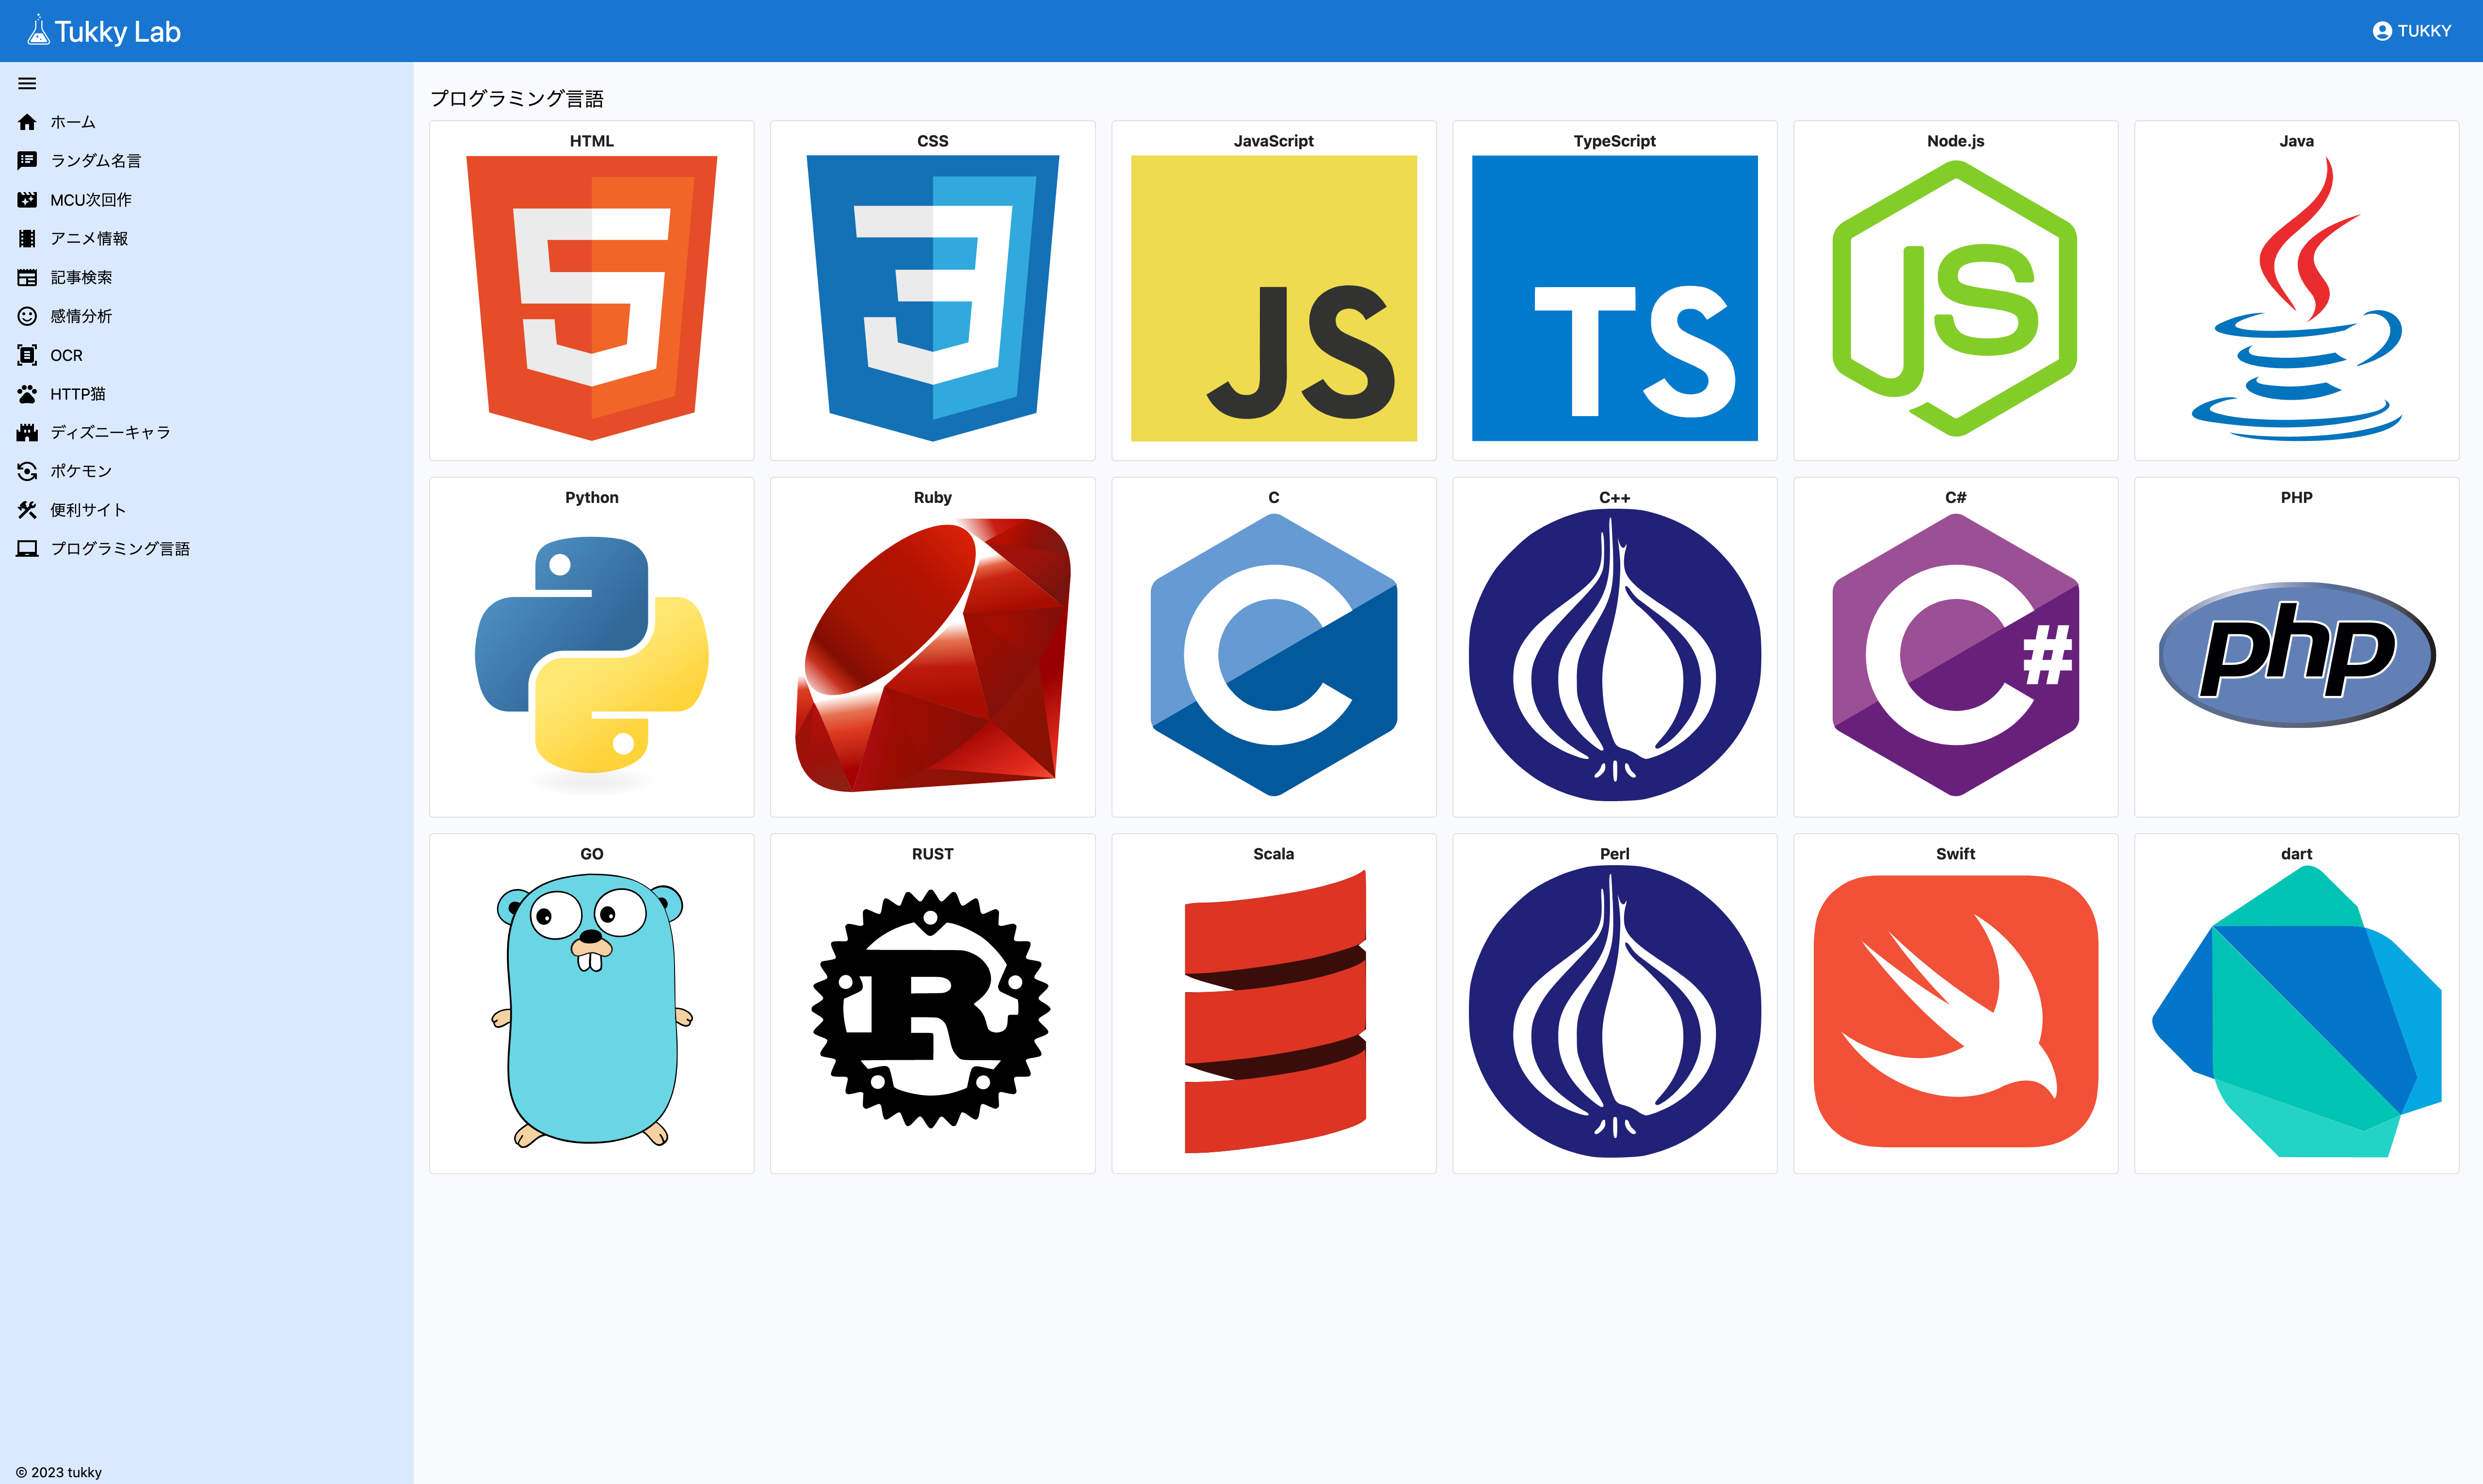 Tukky Lab
TUKKY
ホーム
ランダム名言
MCU次回作
アニメ情報
記事検索
感情分析
OCR
HTTP猫
ディズニーキャラ
ポケモン
便利サイト
プログラミング言語
© 2023 tukky
プログラミング言語
HTML
CSS
JavaScript
TypeScript
Node.js
Java
5
3
JS
TS
JS
Python
Ruby
C
C++
C#
PHP
C
C#
php
GO
RUST
Scala
Perl
Swift
dart
R